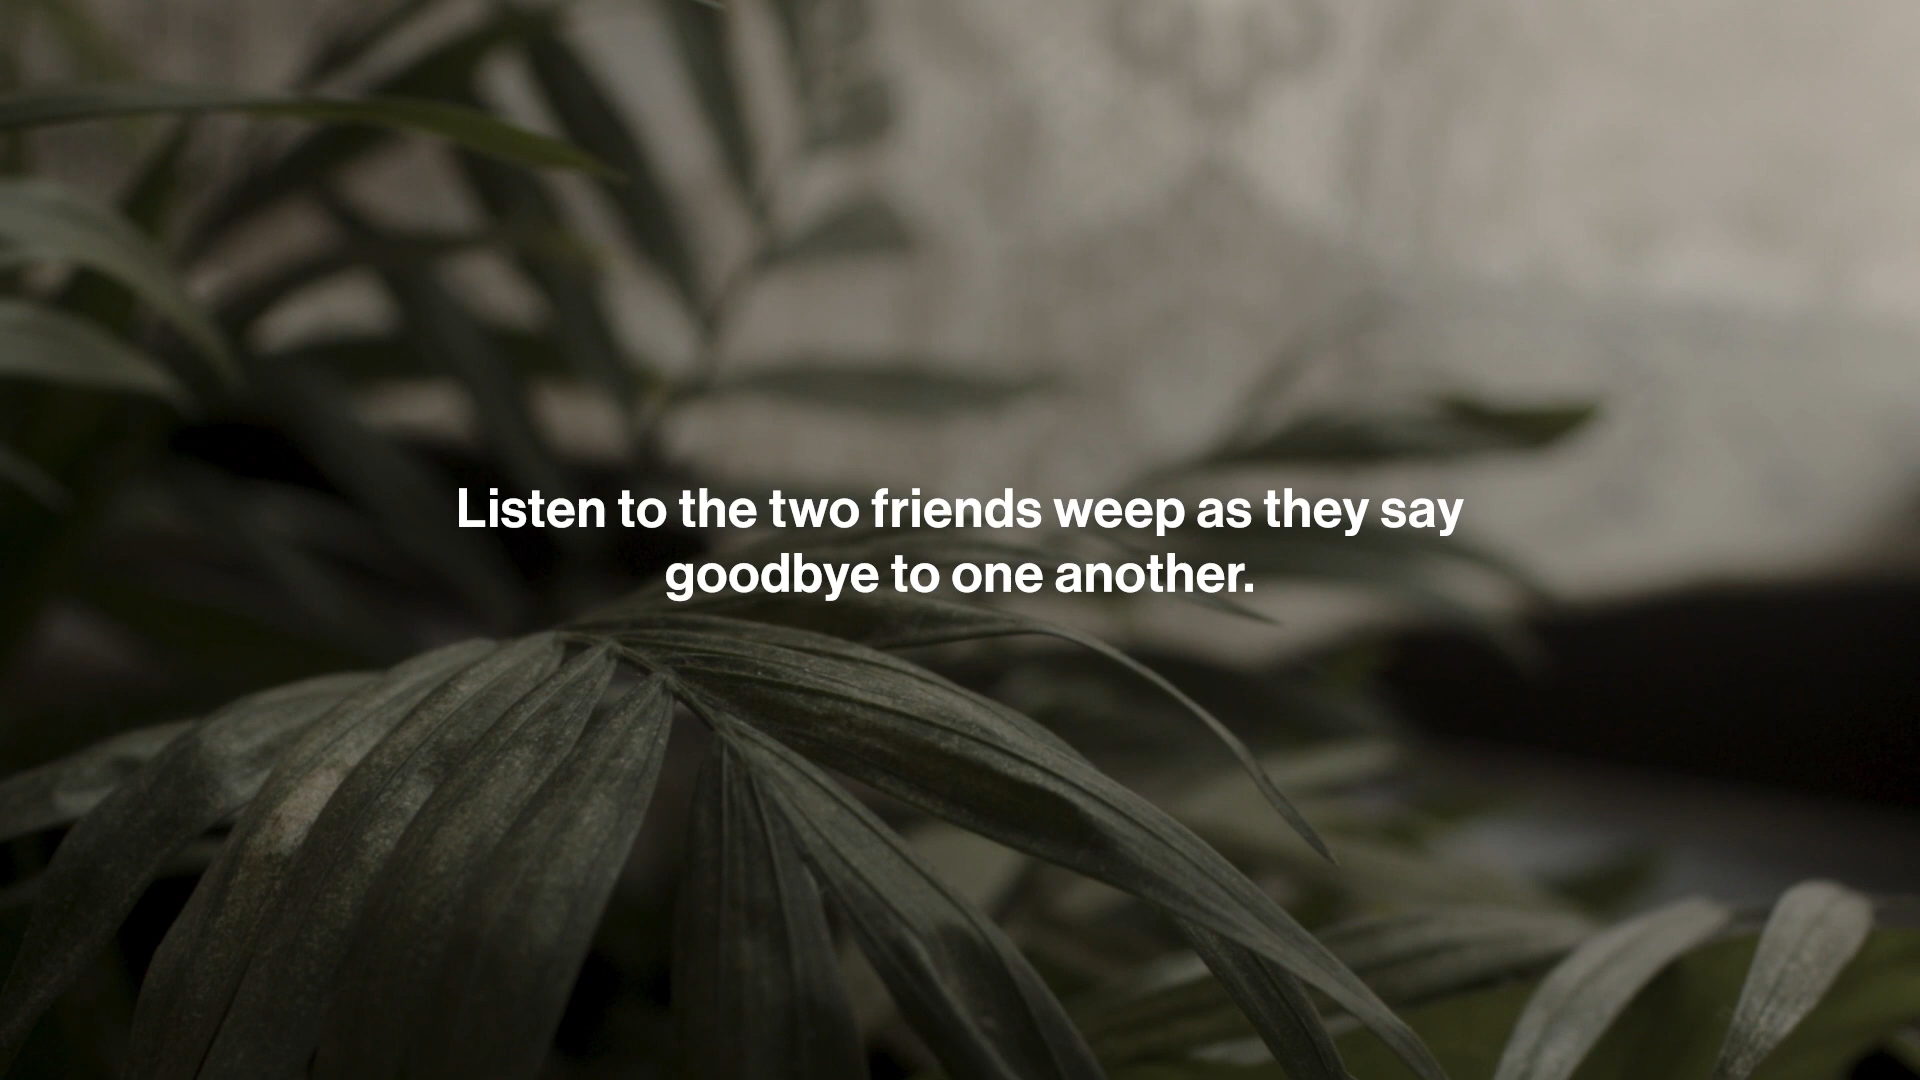 Listen to the two friends weep as they say
goodbye to one another.